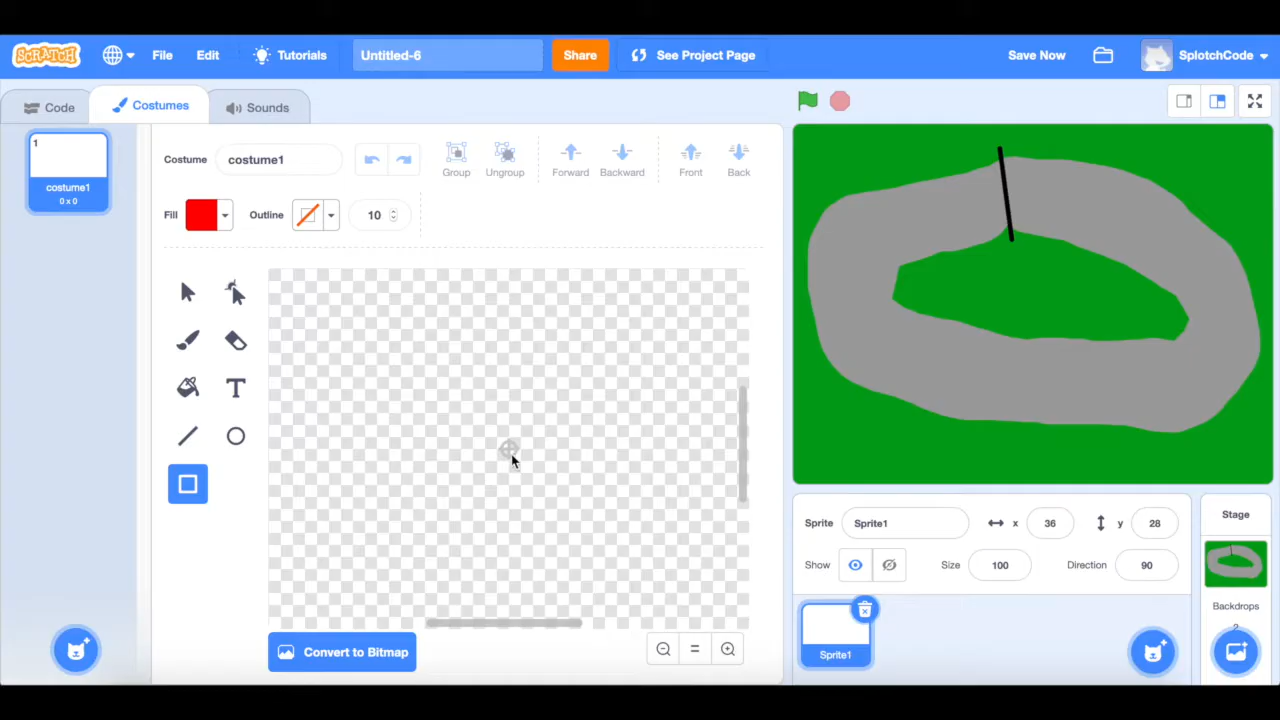 SCRATCH File Edit Tutorials Untitled-6 Share See Project Page Save Now SplotchCode
Code Costumes Sounds
1
costume1
0 x 0
Costume costume1 Group Ungroup Forward Backward Front Back
Fill Outline 10
T
Convert to Bitmap
Sprite Sprite1 x 36 y 28
Show Size 100 Direction 90
Sprite1
Stage
Backdrops
2